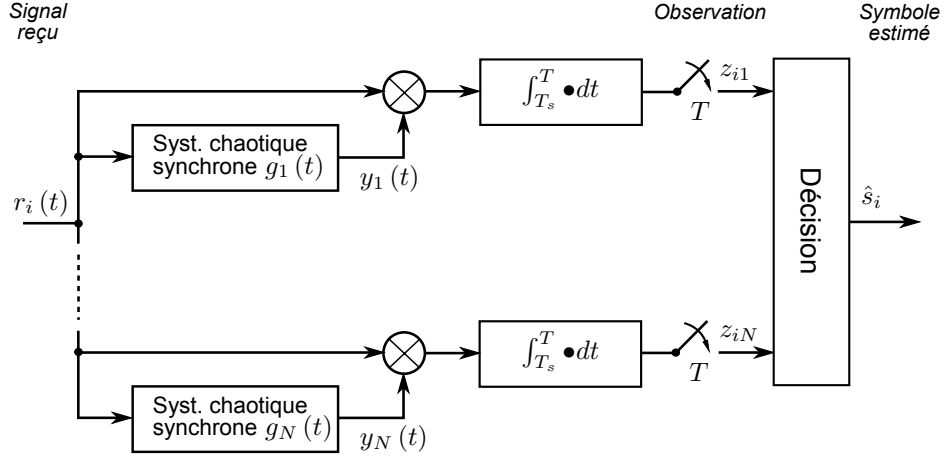 Signal
reçu
Observation
Symbole
estimé
∫_{T_s}^{T} •dt
z_{i1}
T
Syst. chaotique
synchrone g_1 (t)
y_1 (t)
r_i (t)
Décision
ŝ_i
∫_{T_s}^{T} •dt
z_{iN}
T
Syst. chaotique
synchrone g_N (t)
y_N (t)